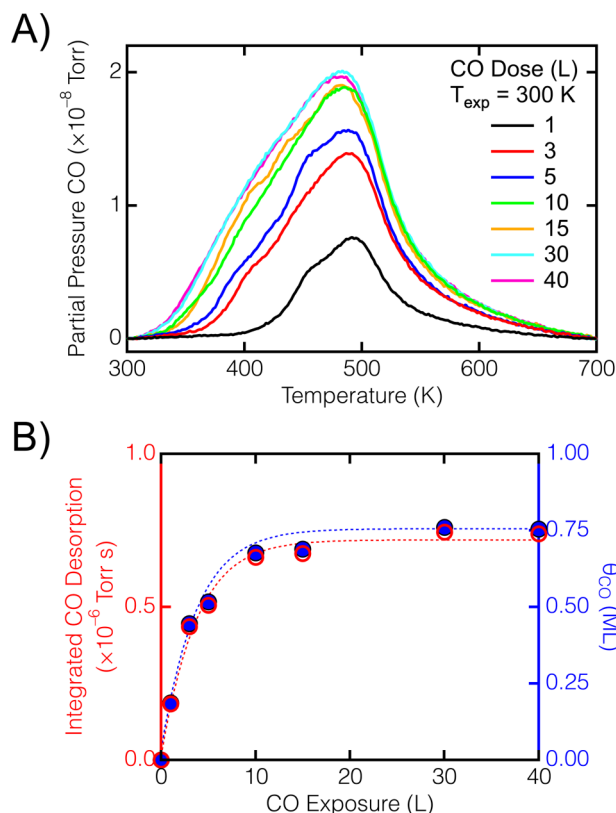 A)
Partial Pressure CO (×10⁻⁸ Torr)
2
1
0
300
400
500
600
700
Temperature (K)
CO Dose (L)
T_exp = 300 K
1
3
5
10
15
30
40
B)
Integrated CO Desorption
(×10⁻⁶ Torr s)
1.0
0.5
0.0
0
10
20
30
40
CO Exposure (L)
1.00
0.75
0.50
0.25
0.00
θ_CO (ML)